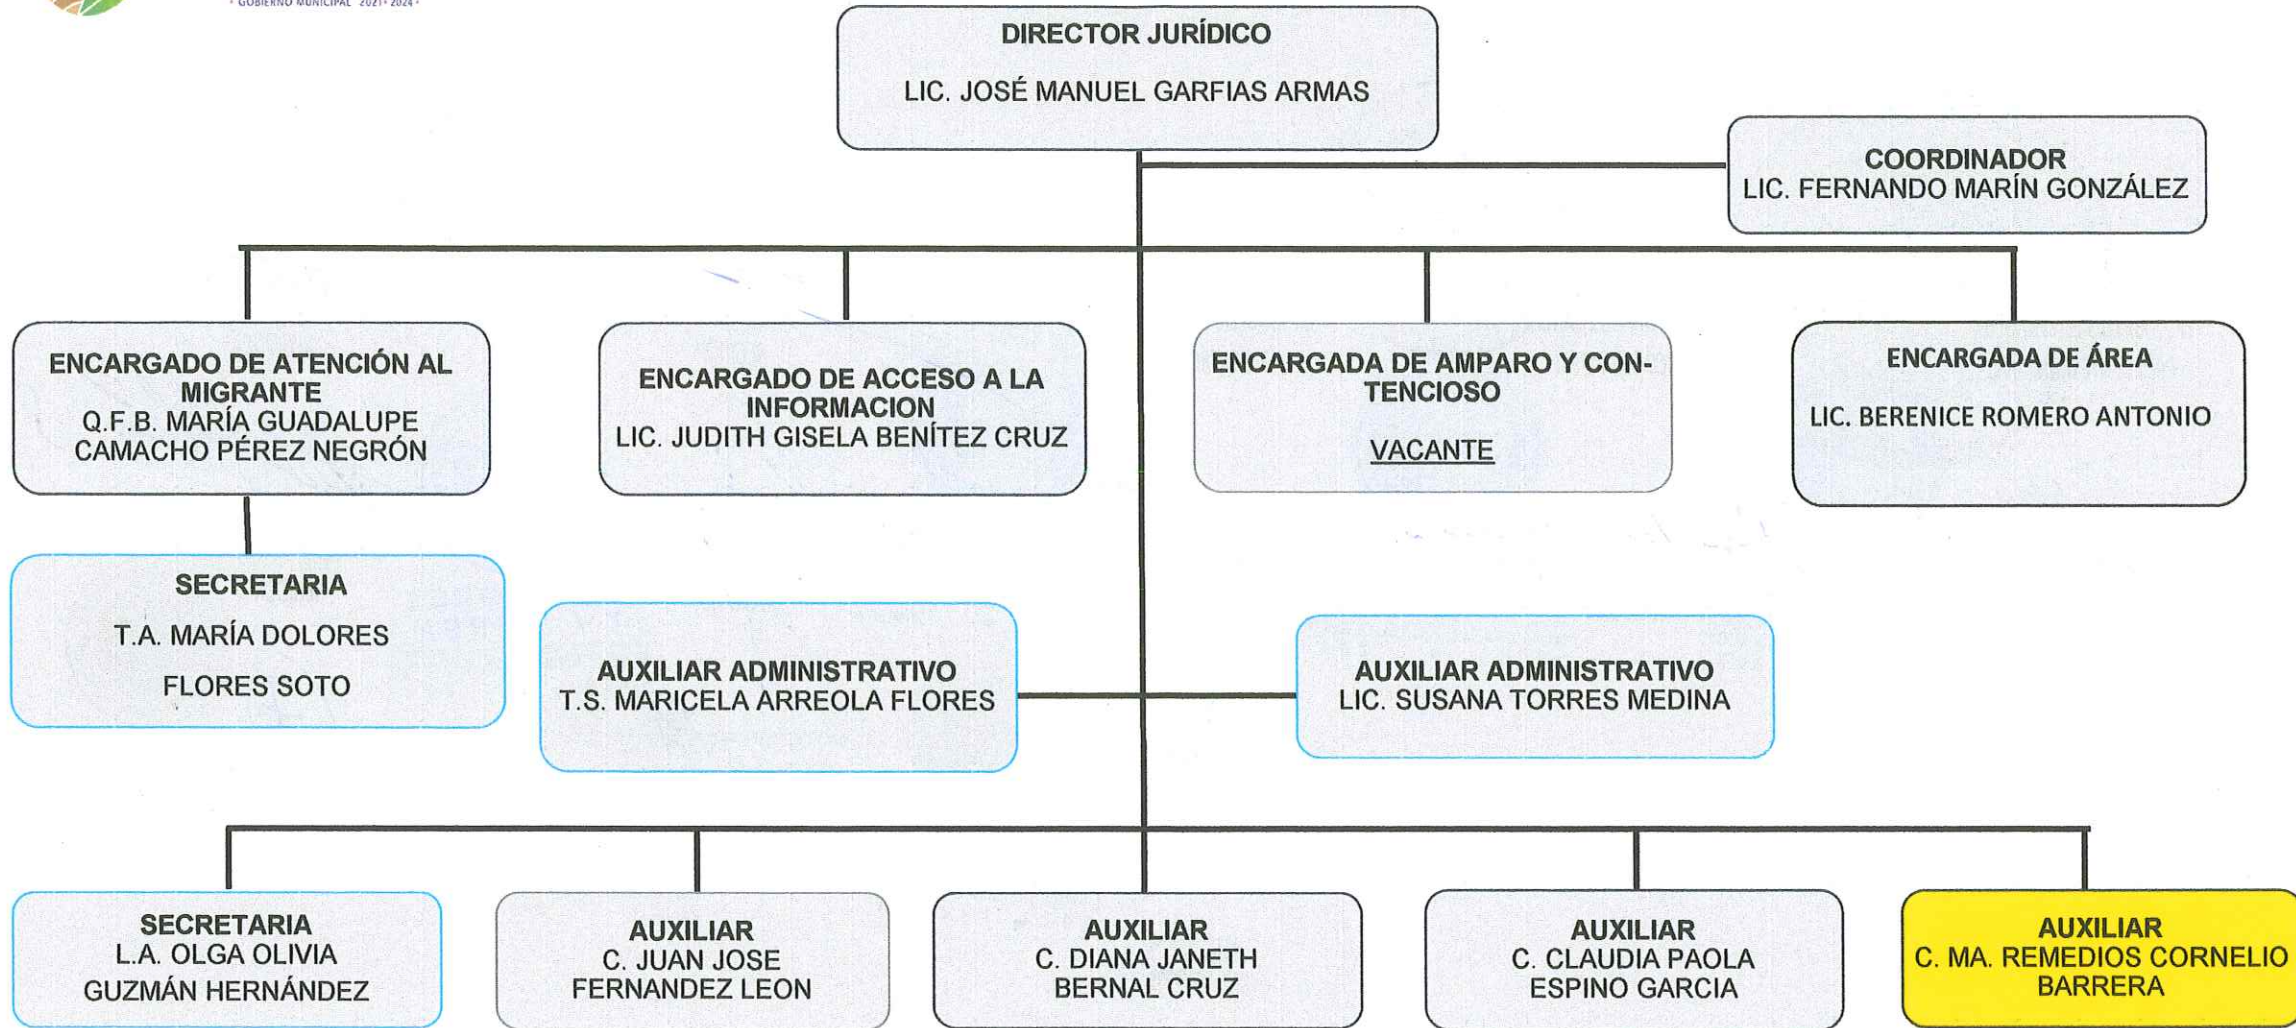 · GOBIERNO MUNICIPAL 2021 · 2024 ·
DIRECTOR JURÍDICO
LIC. JOSÉ MANUEL GARFIAS ARMAS
COORDINADOR
LIC. FERNANDO MARÍN GONZÁLEZ
ENCARGADO DE ATENCIÓN AL
MIGRANTE
Q.F.B. MARÍA GUADALUPE
CAMACHO PÉREZ NEGRÓN
ENCARGADO DE ACCESO A LA
INFORMACION
LIC. JUDITH GISELA BENÍTEZ CRUZ
ENCARGADA DE AMPARO Y CON-
TENCIOSO
VACANTE
ENCARGADA DE ÁREA
LIC. BERENICE ROMERO ANTONIO
SECRETARIA
T.A. MARÍA DOLORES
FLORES SOTO
AUXILIAR ADMINISTRATIVO
T.S. MARICELA ARREOLA FLORES
AUXILIAR ADMINISTRATIVO
LIC. SUSANA TORRES MEDINA
SECRETARIA
L.A. OLGA OLIVIA
GUZMÁN HERNÁNDEZ
AUXILIAR
C. JUAN JOSE
FERNANDEZ LEON
AUXILIAR
C. DIANA JANETH
BERNAL CRUZ
AUXILIAR
C. CLAUDIA PAOLA
ESPINO GARCIA
AUXILIAR
C. MA. REMEDIOS CORNELIO
BARRERA